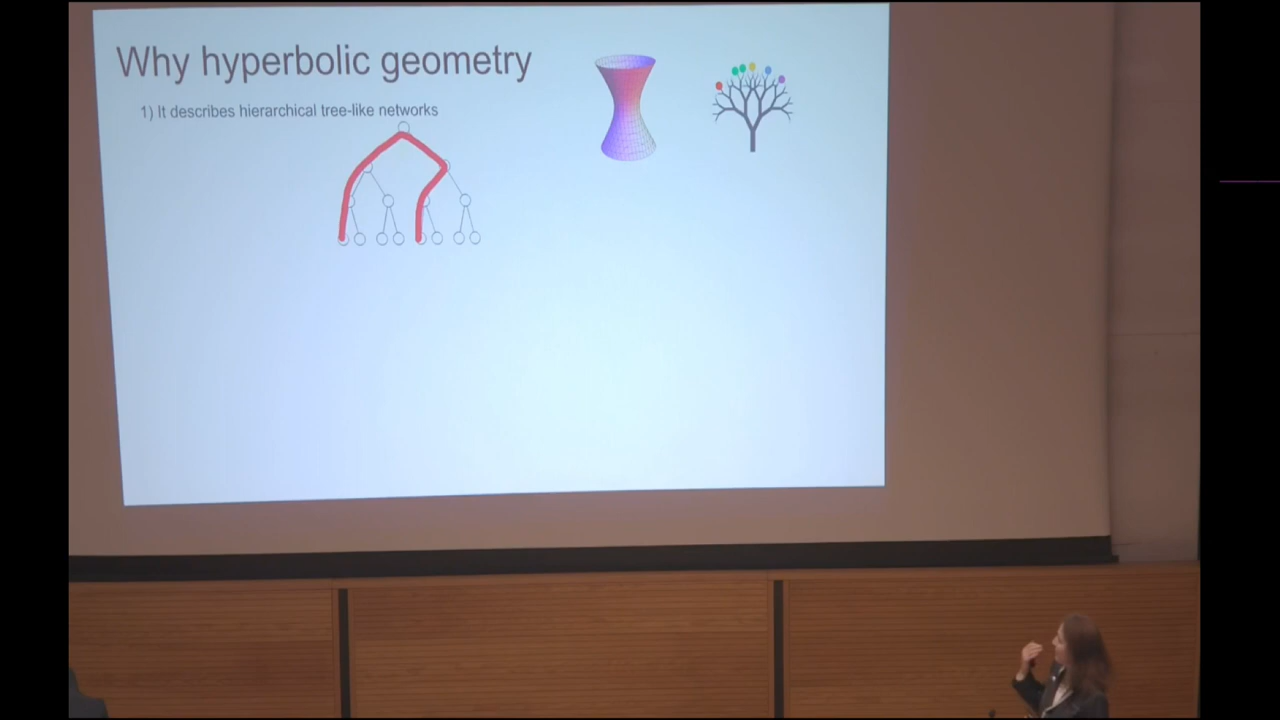 Why hyperbolic geometry
1) It describes hierarchical tree-like networks